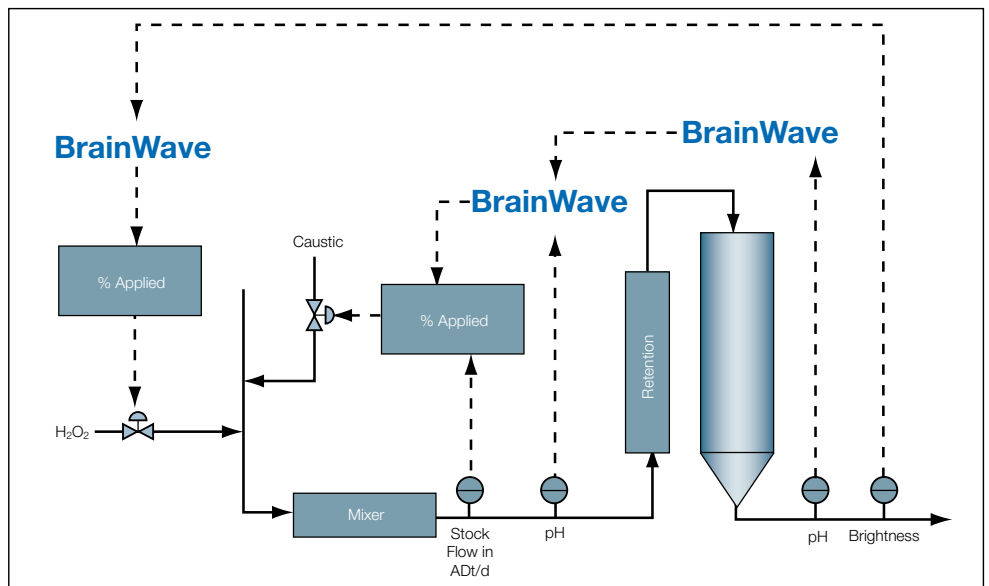 BrainWave
BrainWave
BrainWave
Caustic
% Applied
% Applied
Retention
H₂O₂
Mixer
Stock
Flow in
ADt/d
pH
pH
Brightness